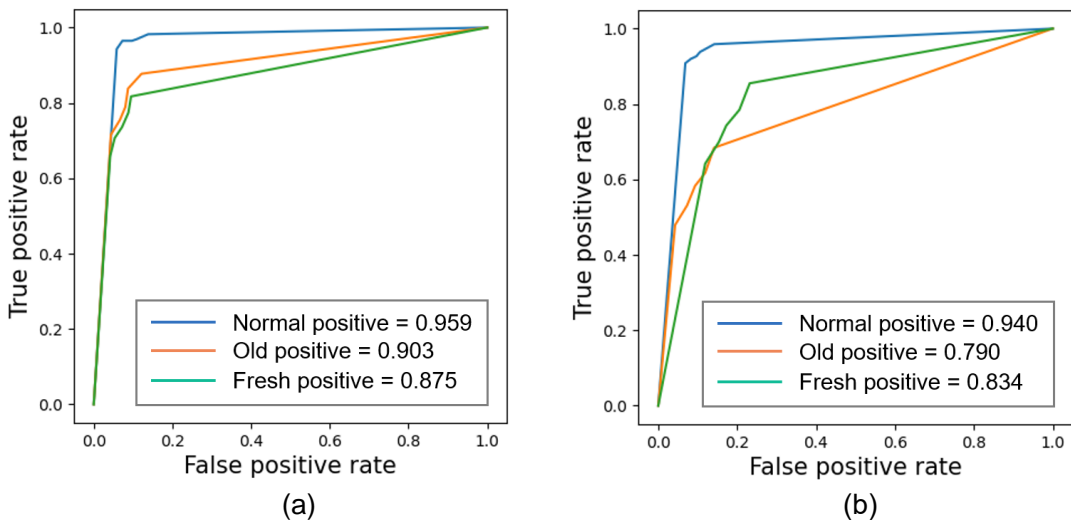 1.0
0.8
0.6
0.4
0.2
0.0
True positive rate
Normal positive = 0.959
Old positive = 0.903
Fresh positive = 0.875
0.0 0.2 0.4 0.6 0.8 1.0
False positive rate
(a)
1.0
0.8
0.6
0.4
0.2
0.0
True positive rate
Normal positive = 0.940
Old positive = 0.790
Fresh positive = 0.834
0.0 0.2 0.4 0.6 0.8 1.0
False positive rate
(b)